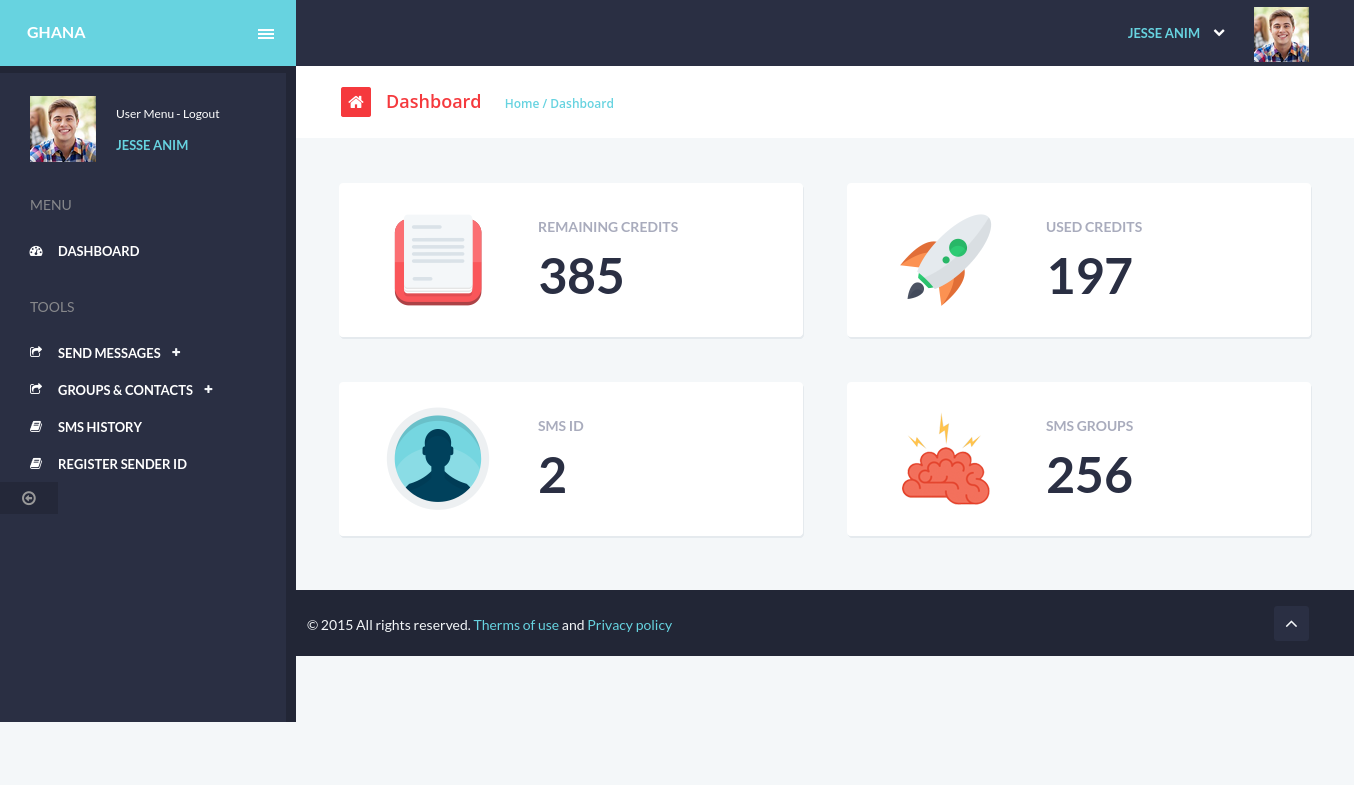 GHANA
JESSE ANIM
User Menu - Logout
JESSE ANIM
MENU
DASHBOARD
TOOLS
SEND MESSAGES +
GROUPS & CONTACTS +
SMS HISTORY
REGISTER SENDER ID
Dashboard
Home / Dashboard
REMAINING CREDITS
385
USED CREDITS
197
SMS ID
2
SMS GROUPS
256
© 2015 All rights reserved. Therms of use and Privacy policy